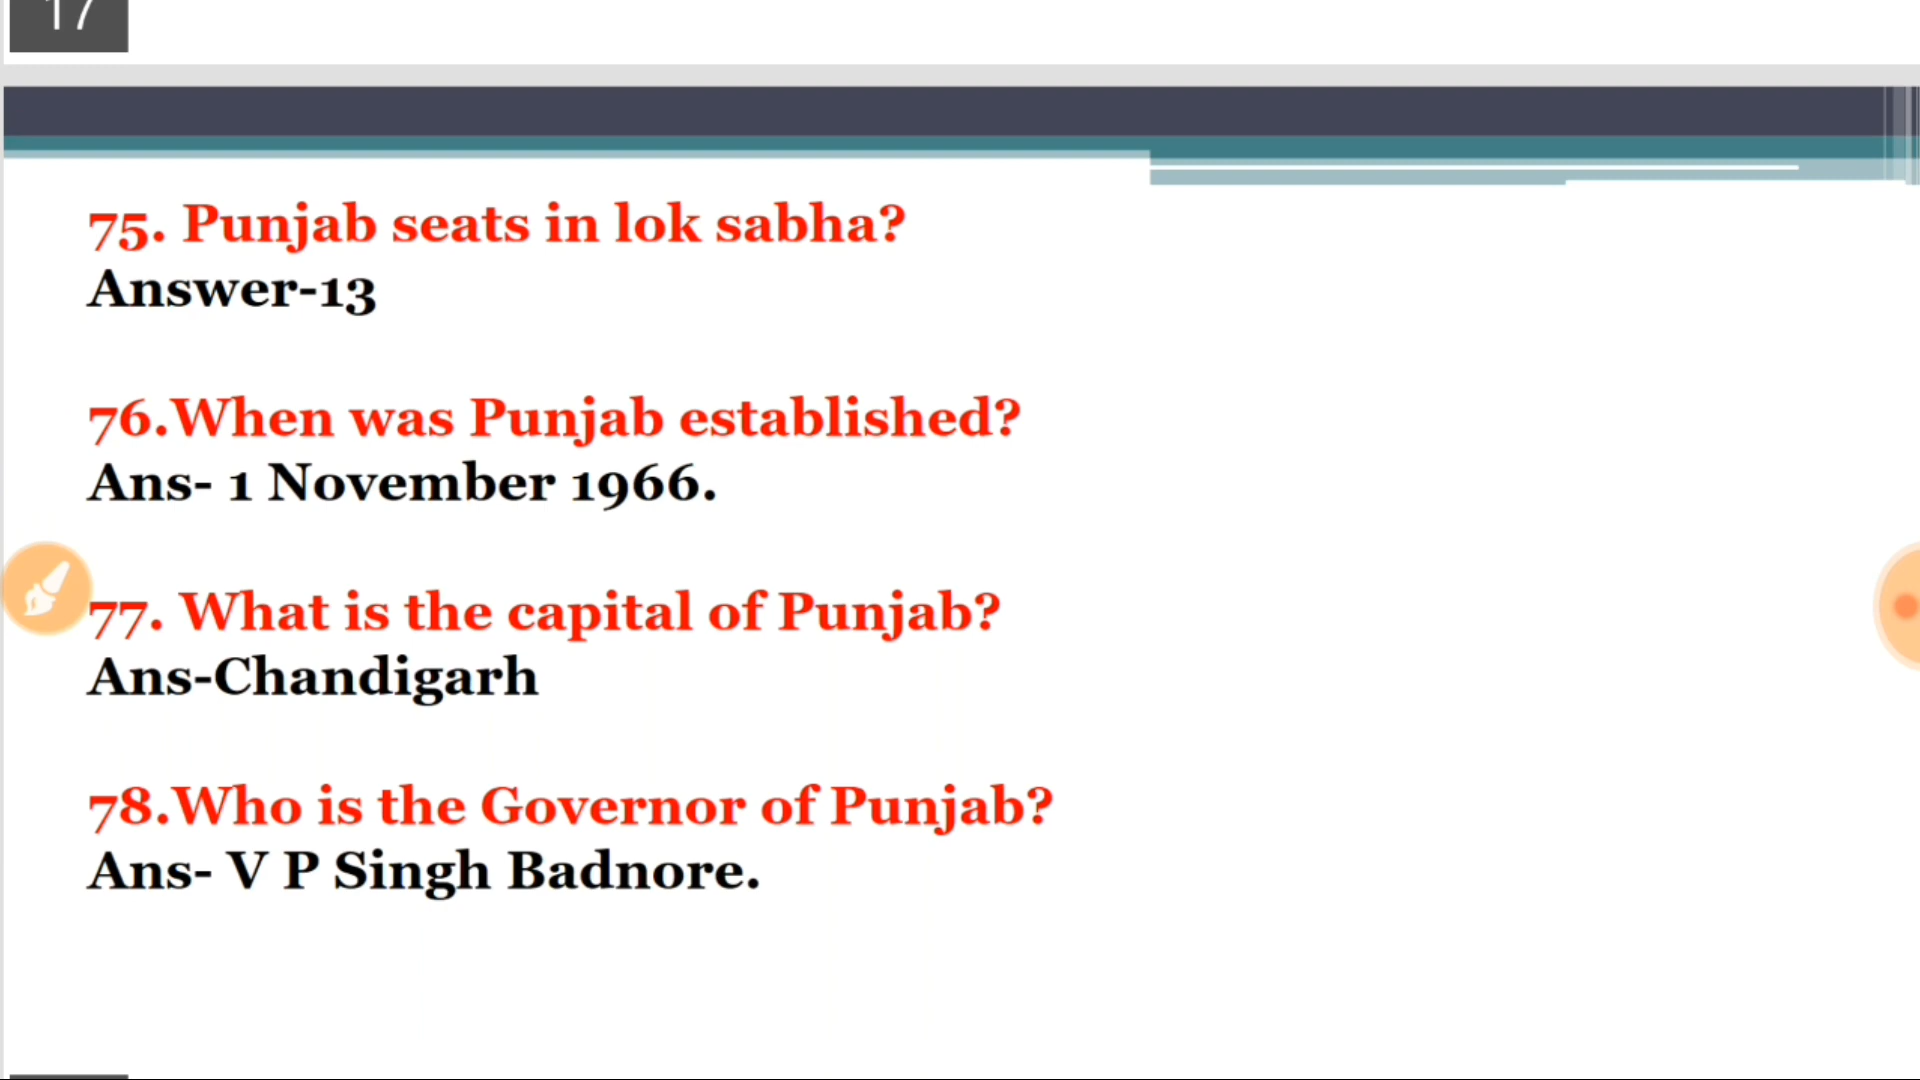 17
75. Punjab seats in lok sabha?
Answer-13
76.When was Punjab established?
Ans- 1 November 1966.
77. What is the capital of Punjab?
Ans-Chandigarh
78.Who is the Governor of Punjab?
Ans- V P Singh Badnore.